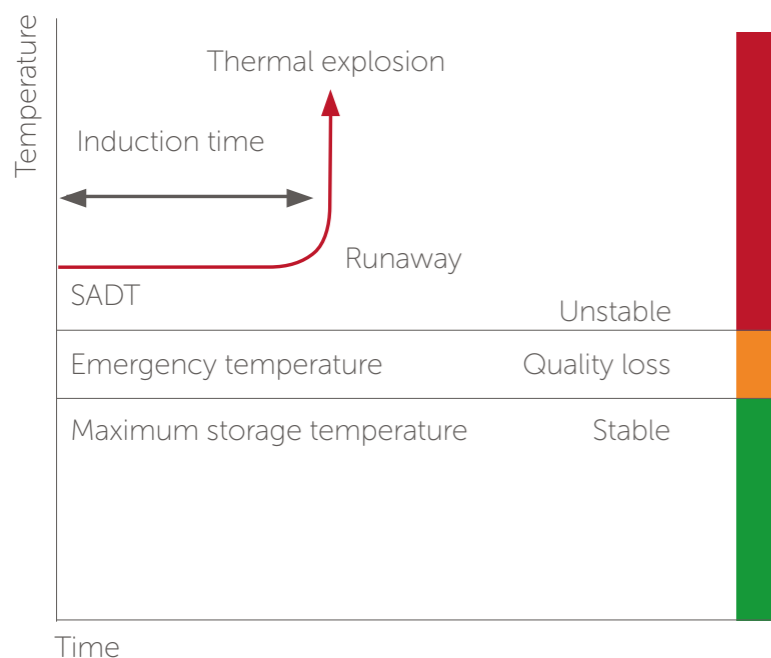 Temperature
Thermal explosion
Induction time
Runaway
SADT
Unstable
Emergency temperature
Quality loss
Maximum storage temperature
Stable
Time